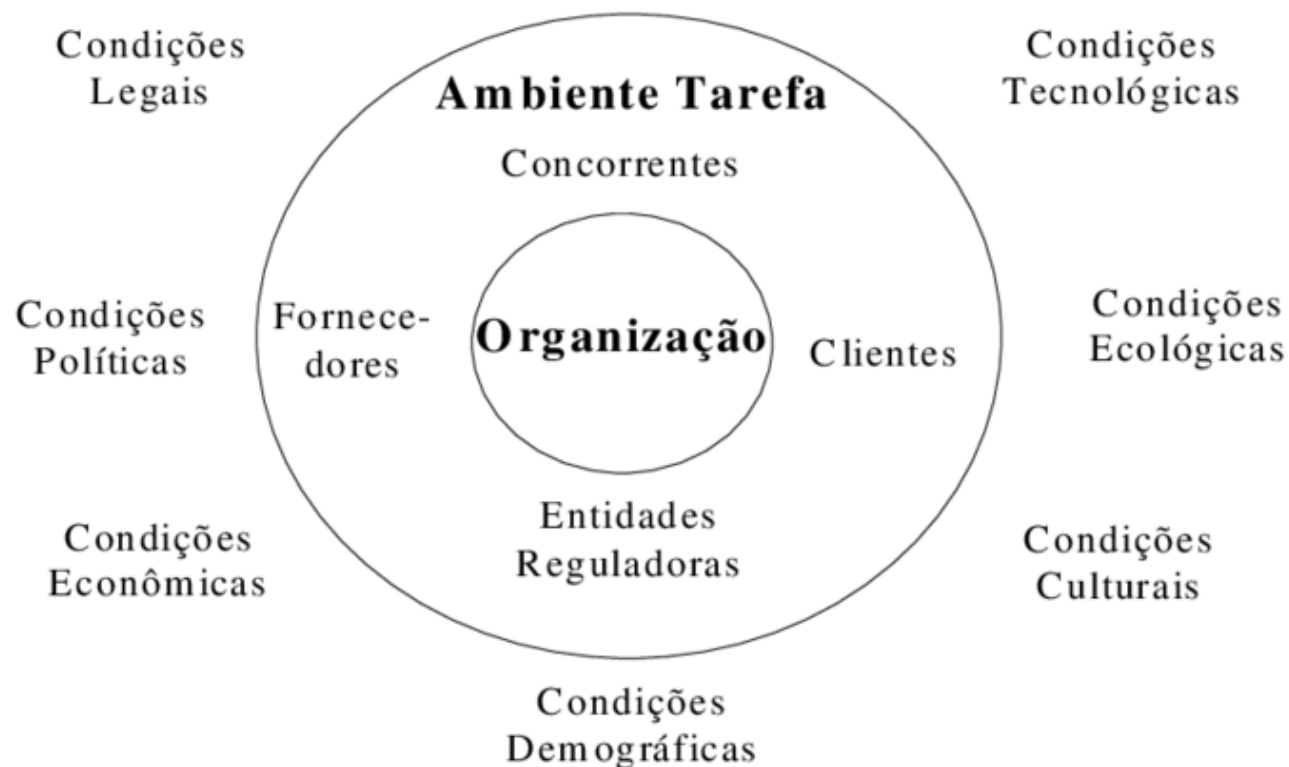 Condições
Legais
Ambiente Tarefa
Condições
Tecnológicas
Concorrentes
Condições
Políticas
Fornece-
dores
Organização
Clientes
Condições
Ecológicas
Condições
Econômicas
Entidades
Reguladoras
Condições
Culturais
Condições
Demográficas